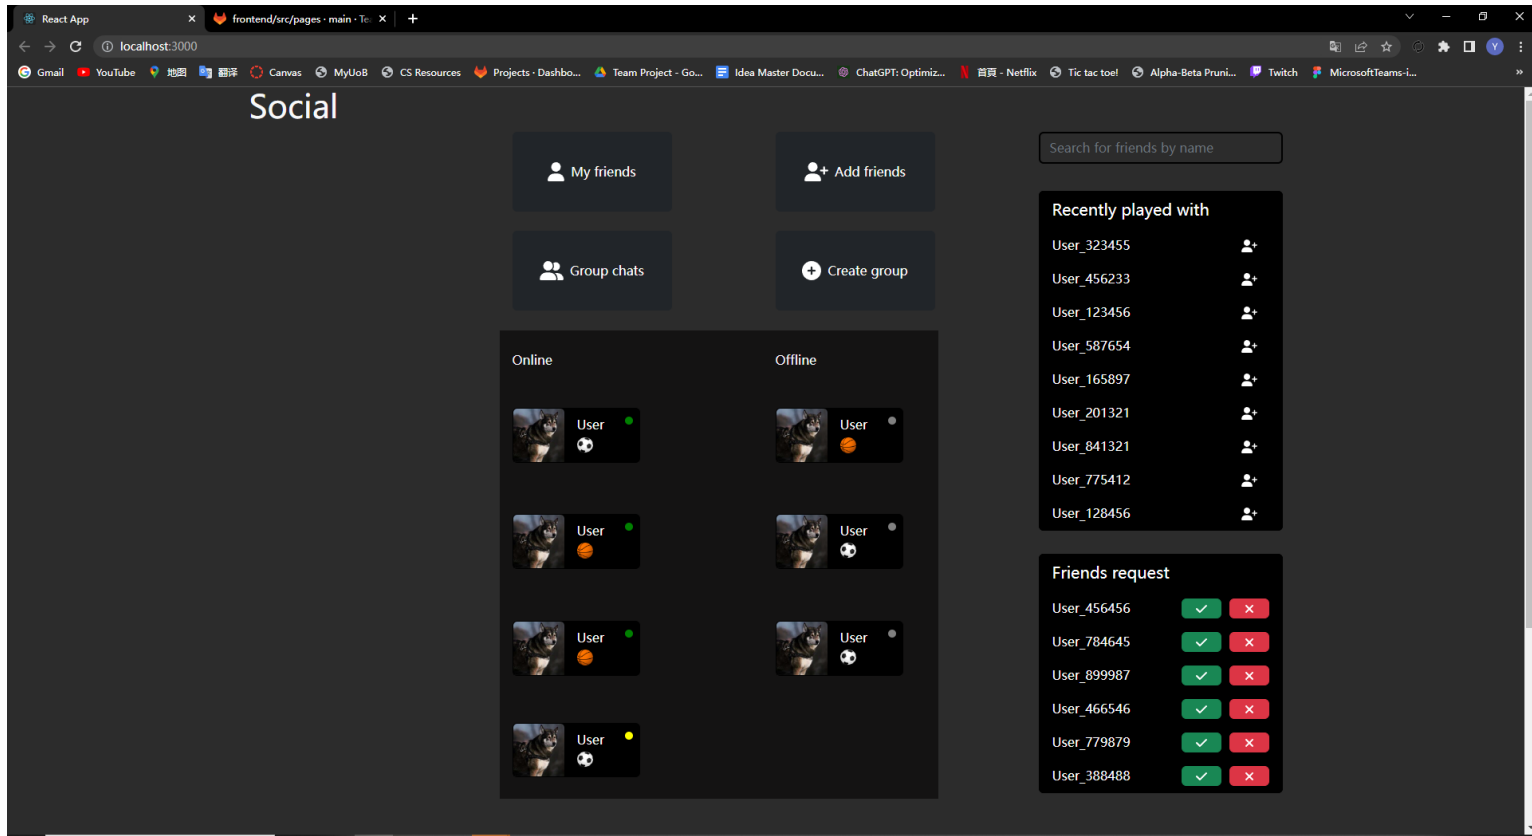 React App
frontend/src/pages · main · Te
localhost:3000
Gmail YouTube 地图 翻译 Canvas MyUoB CS Resources Projects · Dashbo... Team Project - Go... Idea Master Docu... ChatGPT: Optimiz... 首頁 - Netflix Tic tac toe! Alpha-Beta Pruni... Twitch MicrosoftTeams-i... »
Y
Social
My friends
Add friends
Group chats
Create group
Online
Offline
User
User
User
User
User
User
User
Search for friends by name
Recently played with
User_323455
User_456233
User_123456
User_587654
User_165897
User_201321
User_841321
User_775412
User_128456
Friends request
User_456456
User_784645
User_899987
User_466546
User_779879
User_388488